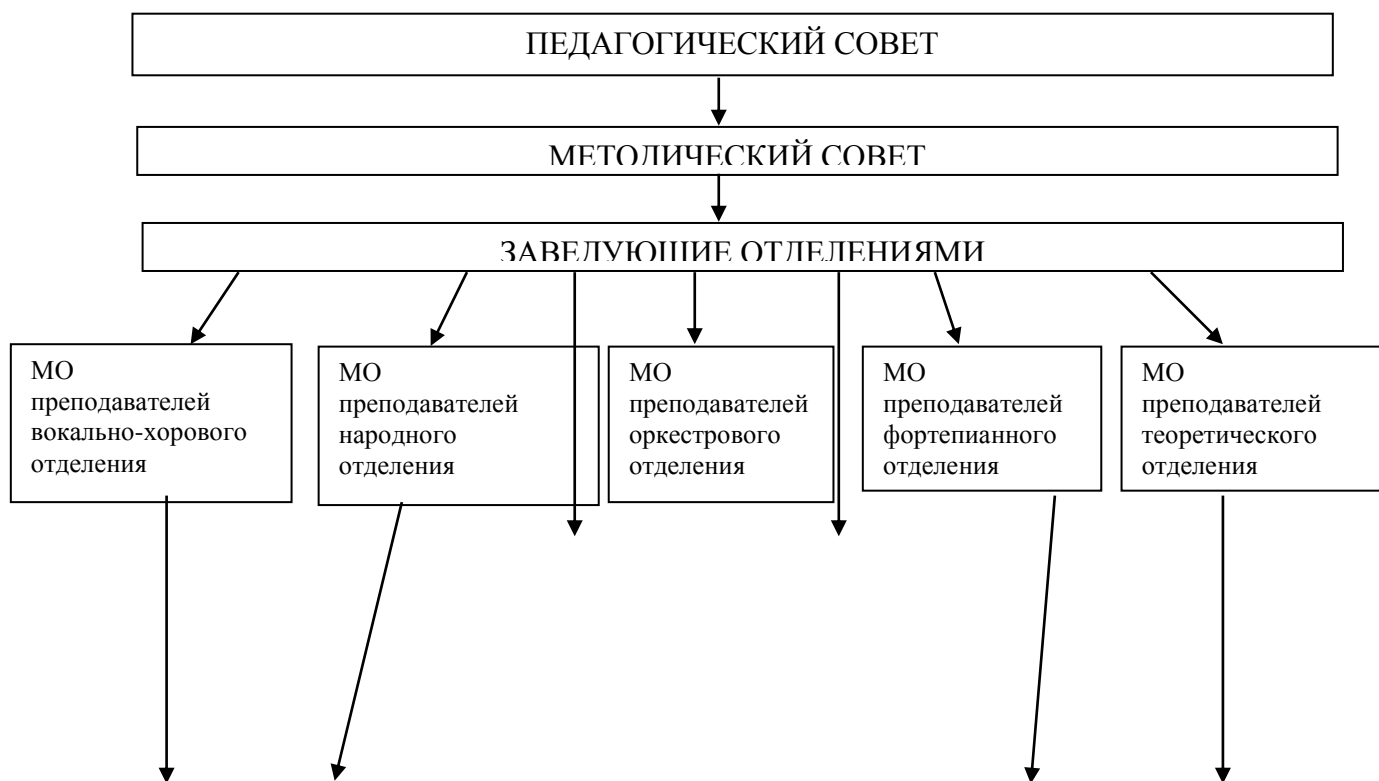 ПЕДАГОГИЧЕСКИЙ СОВЕТ
МЕТОДИЧЕСКИЙ СОВЕТ
ЗАВЕДУЮЩИЕ ОТДЕЛЕНИЯМИ
МО
преподавателей
вокально-хорового
отделения
МО
преподавателей
народного
отделения
МО
преподавателей
оркестрового
отделения
МО
преподавателей
фортепианного
отделения
МО
преподавателей
теоретического
отделения